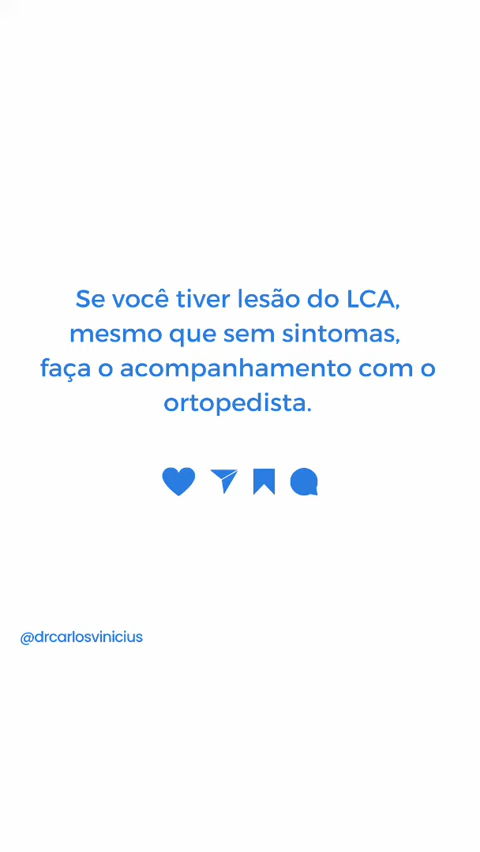 Se você tiver lesão do LCA,
mesmo que sem sintomas,
faça o acompanhamento com o
ortopedista.
@drcarlosvinicius